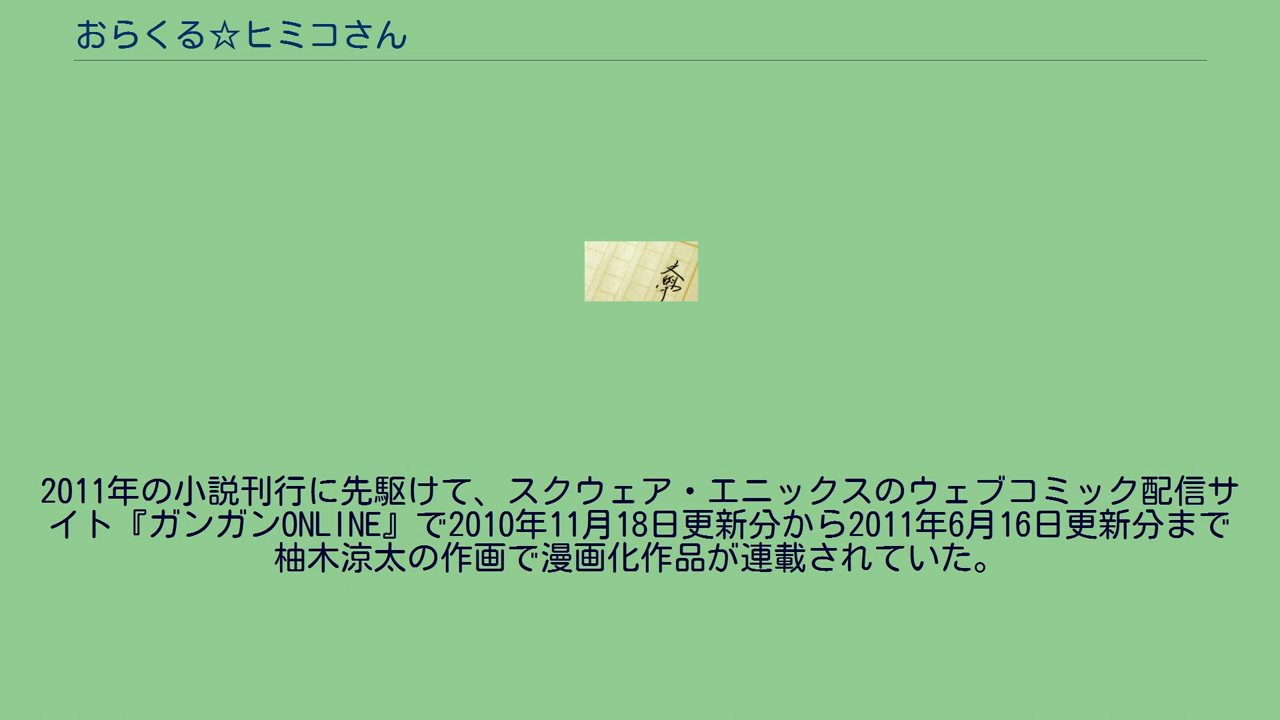 おらくる☆ヒミコさん
2011年の小説刊行に先駆けて、スクウェア・エニックスのウェブコミック配信サ
イト『ガンガンONLINE』で2010年11月18日更新分から2011年6月16日更新分まで
柚木涼太の作画で漫画化作品が連載されていた。